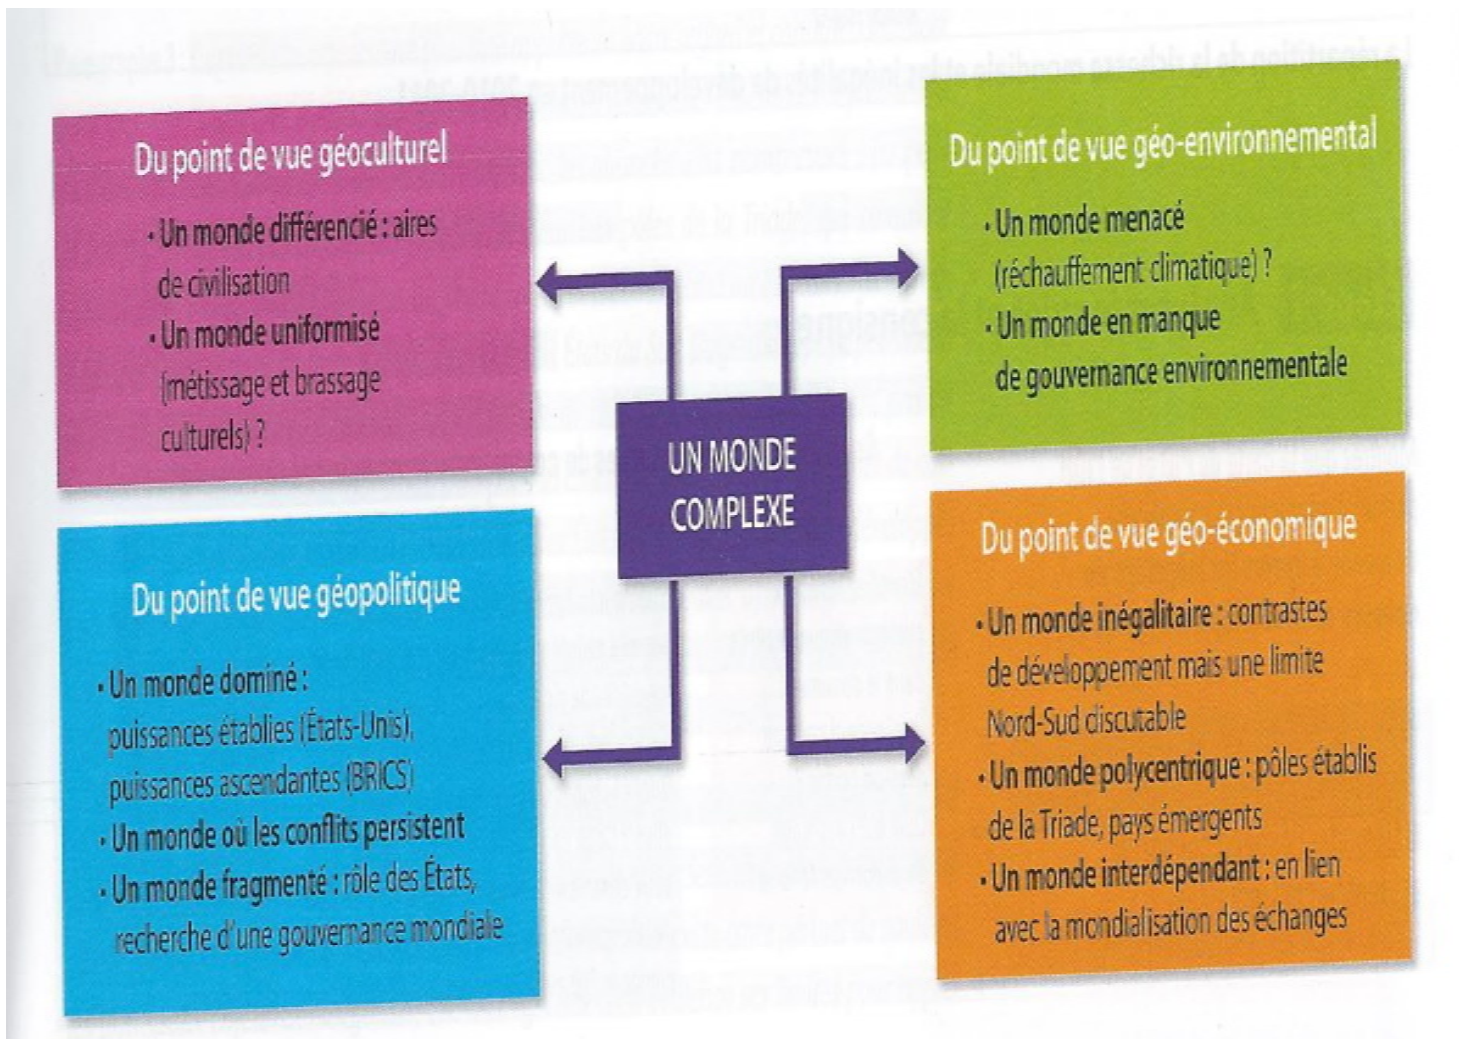 Du point de vue géoculturel
• Un monde différencié : aires
de civilisation
• Un monde uniformisé
(métissage et brassage
culturels) ?
Du point de vue géo-environnemental
• Un monde menacé
(réchauffement climatique) ?
• Un monde en manque
de gouvernance environnementale
UN MONDE
COMPLEXE
Du point de vue géopolitique
• Un monde dominé :
puissances établies (États-Unis),
puissances ascendantes (BRICS)
• Un monde où les conflits persistent
• Un monde fragmenté : rôle des États,
recherche d'une gouvernance mondiale
Du point de vue géo-économique
• Un monde inégalitaire : contrastes
de développement mais une limite
Nord-Sud discutable
• Un monde polycentrique : pôles établis
de la Triade, pays émergents
• Un monde interdépendant : en lien
avec la mondialisation des échanges